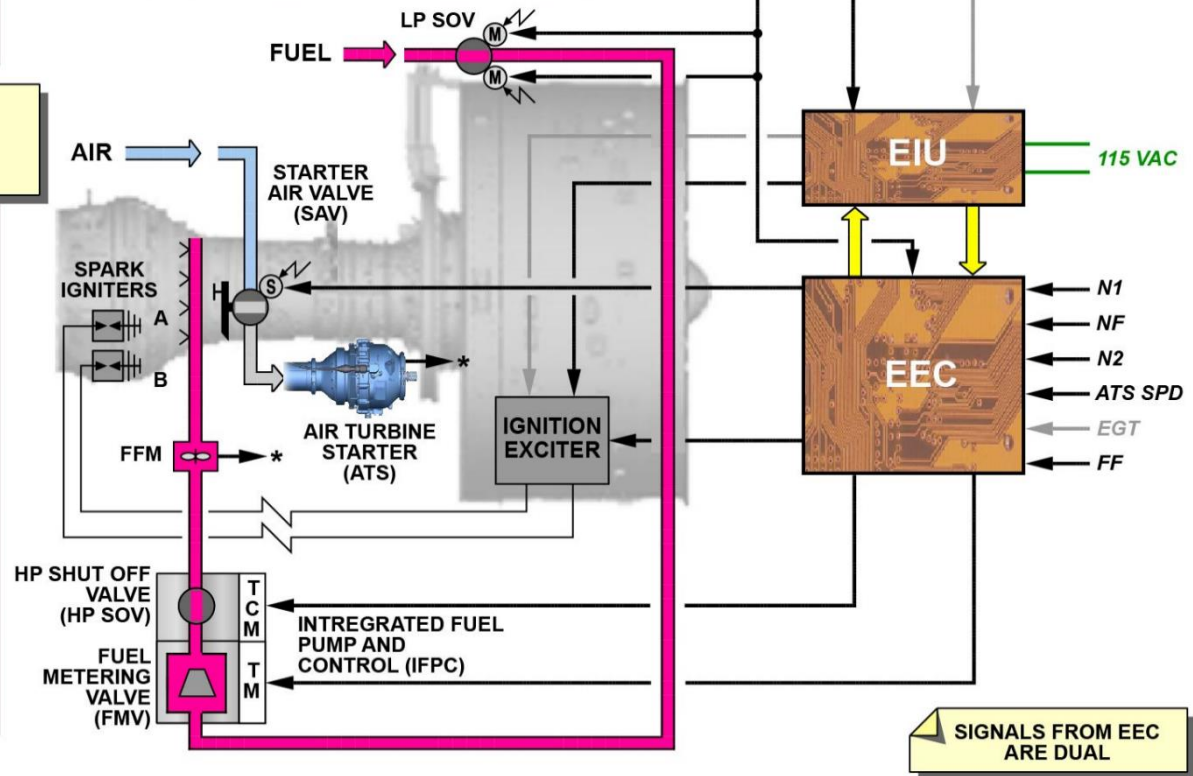 LP SOV
M
FUEL
M
AIR
STARTER
AIR VALVE
(SAV)
EIU
115 VAC
SPARK
IGNITERS
A
B
S
*
AIR TURBINE
STARTER
(ATS)
FFM
*
IGNITION
EXCITER
EEC
N1
NF
N2
ATS SPD
EGT
FF
HP SHUT OFF
VALVE
(HP SOV)
T
C
M
INTREGRATED FUEL
PUMP AND
CONTROL (IFPC)
FUEL
METERING
VALVE
(FMV)
T
M
SIGNALS FROM EEC
ARE DUAL